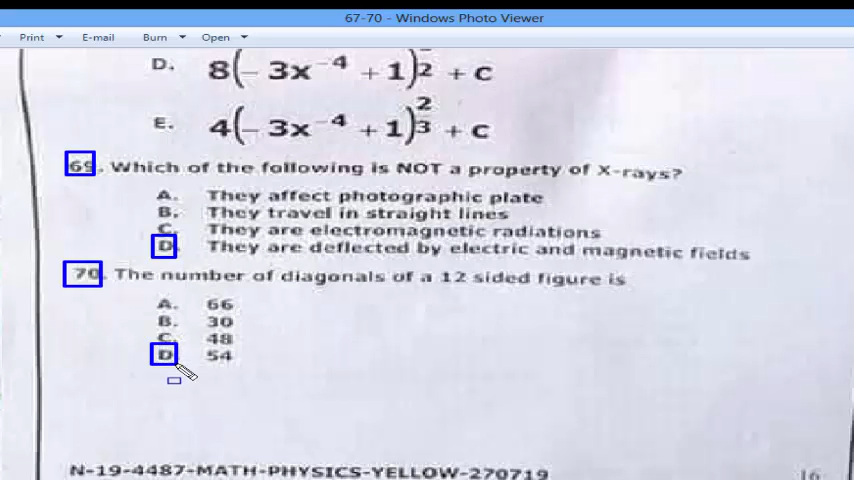 67-70 - Windows Photo Viewer
Print E-mail Burn Open
D. 8(- 3x⁻⁴ + 1)2 + c
E. 4(- 3x⁻⁴ + 1)^2/3 + c
69. Which of the following is NOT a property of X-rays?
A. They affect photographic plate
B. They travel in straight lines
C. They are electromagnetic radiations
D. They are deflected by electric and magnetic fields
70. The number of diagonals of a 12 sided figure is
A. 66
B. 30
C. 48
D. 54
N-19-4487-MATH-PHYSICS-YELLOW-270719 16